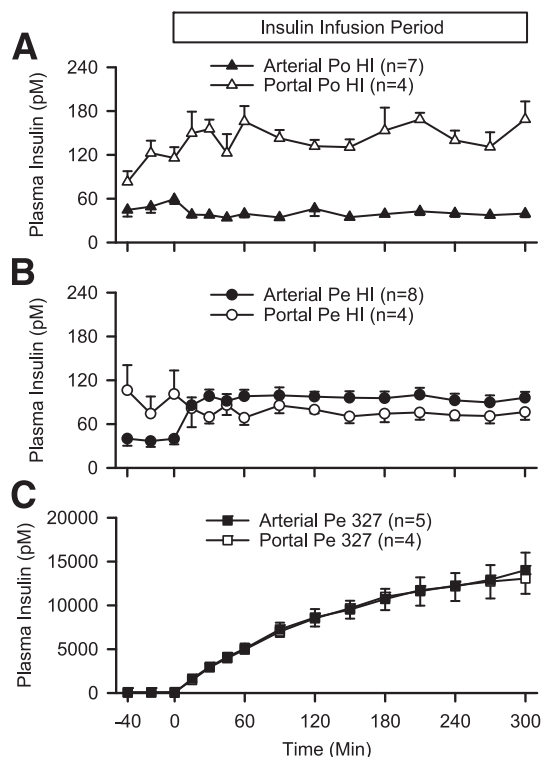 Insulin Infusion Period
A
Arterial Po HI (n=7)
Portal Po HI (n=4)
Plasma Insulin (pM)
240
180
120
60
0
B
Arterial Pe HI (n=8)
Portal Pe HI (n=4)
Plasma Insulin (pM)
240
180
120
60
0
C
Arterial Pe 327 (n=5)
Portal Pe 327 (n=4)
Plasma Insulin (pM)
20000
15000
10000
5000
0
-40 0 60 120 180 240 300
Time (Min)